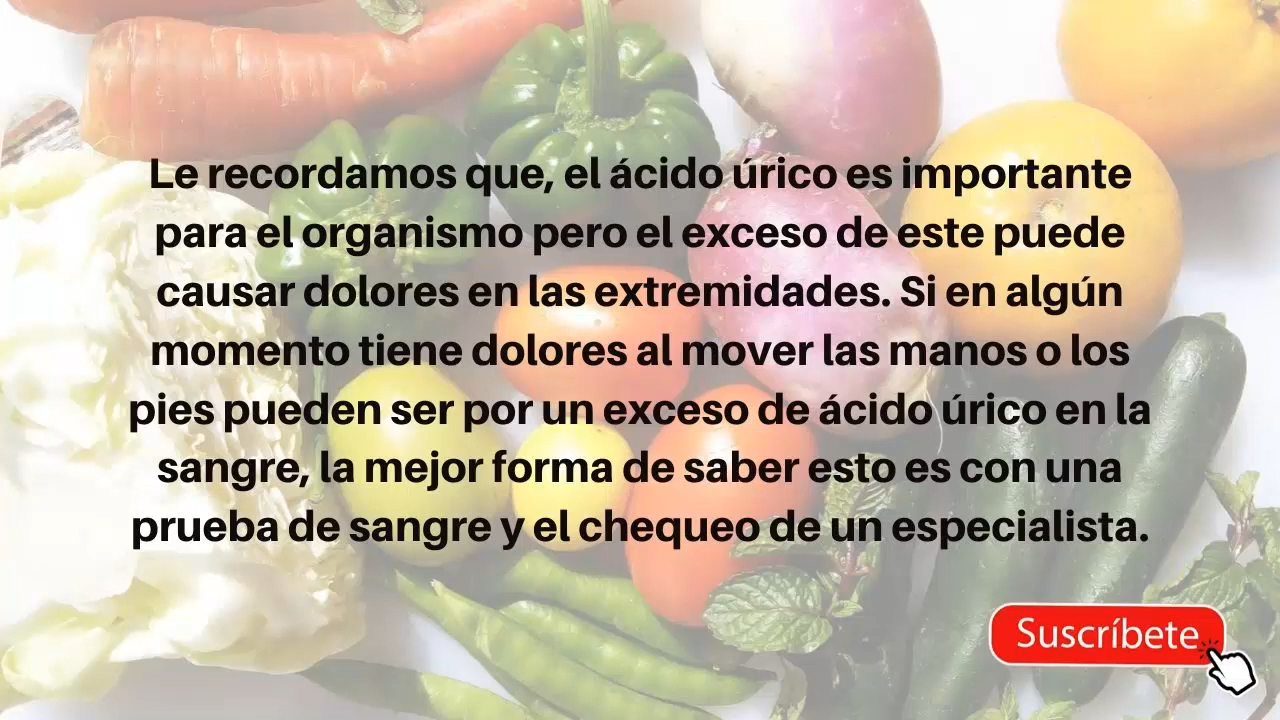 Le recordamos que, el ácido úrico es importante
para el organismo pero el exceso de este puede
causar dolores en las extremidades. Si en algún
momento tiene dolores al mover las manos o los
pies pueden ser por un exceso de ácido úrico en la
sangre, la mejor forma de saber esto es con una
prueba de sangre y el chequeo de un especialista.
Suscríbete